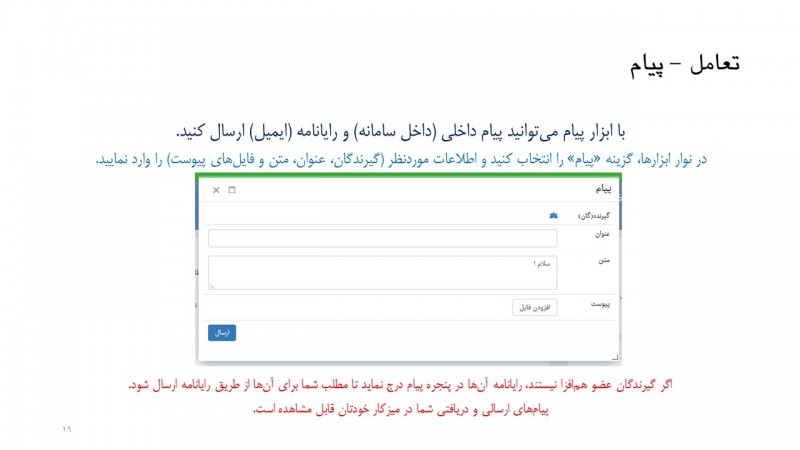 تعامل – پیام
با ابزار پیام می‌توانید پیام داخلی (داخل سامانه) و رایانامه (ایمیل) ارسال کنید.
در نوار ابزارها، گزینه «پیام» را انتخاب کنید و اطلاعات موردنظر (گیرندگان، عنوان، متن و فایل‌های پیوست) را وارد نمایید.
پیام
گیرنده(گان)
عنوان
متن
سلام !
پیوست
افزودن فایل
ارسال
اگر گیرندگان عضو هم‌افزا نیستند، رایانامه آن‌ها در پنجره پیام درج نماید تا مطلب شما برای آن‌ها از طریق رایانامه ارسال شود.
پیام‌های ارسالی و دریافتی شما در میزکار خودتان قابل مشاهده است.
۱۹